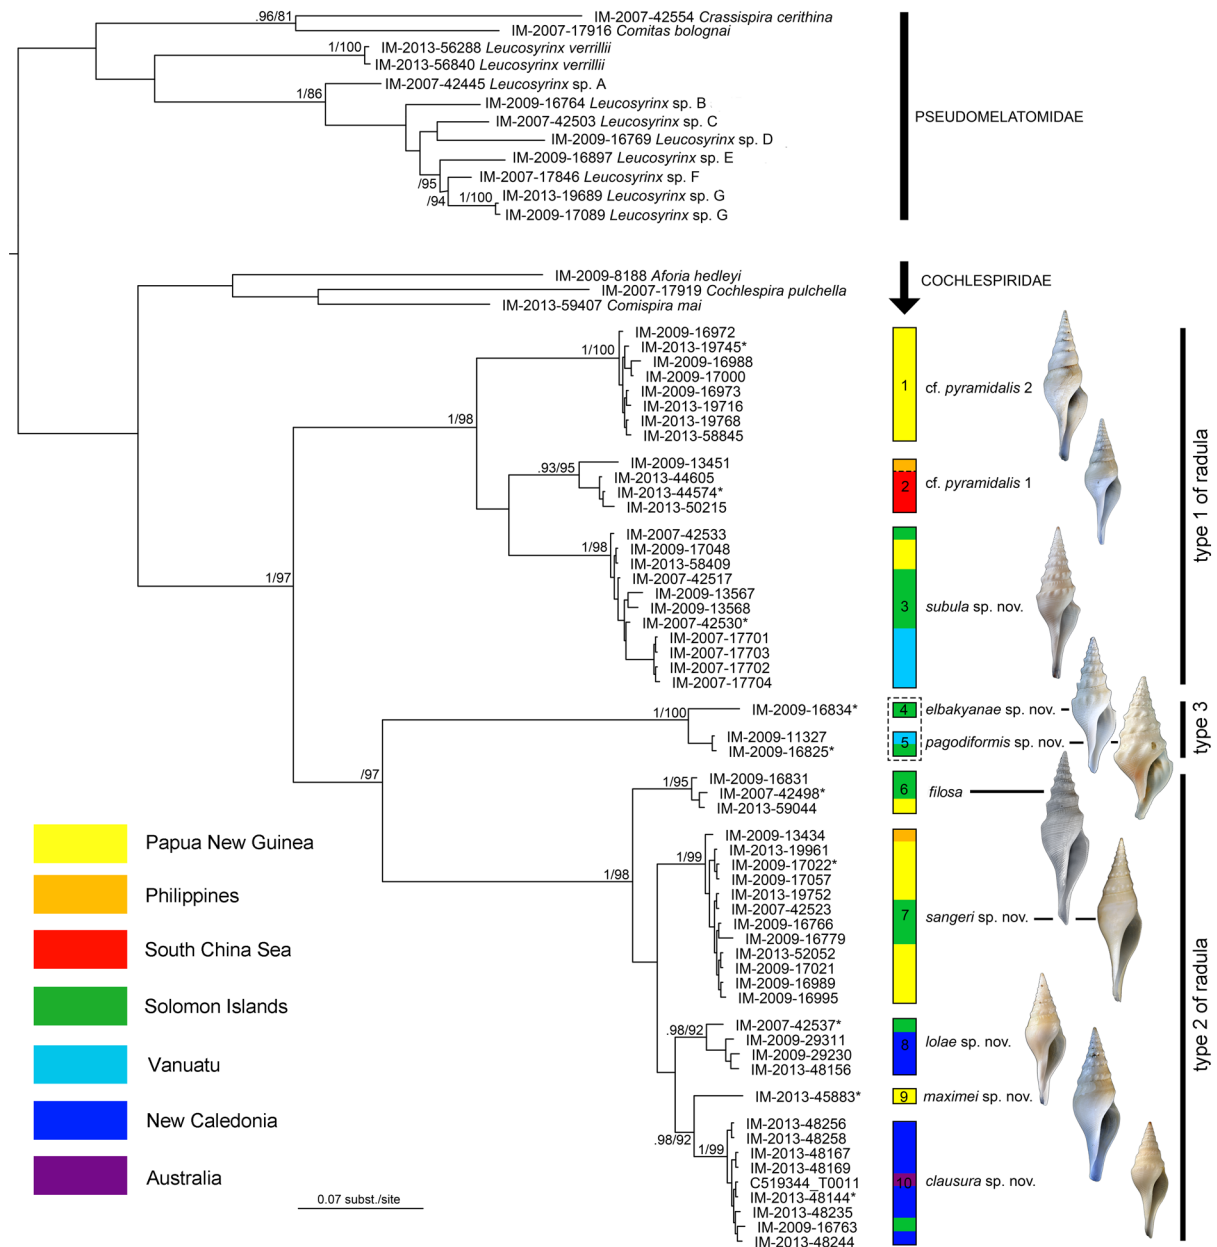 .96/81
IM-2007-42554 Crassispira cerithina
IM-2007-17916 Comitas bolognai
1/100
IM-2013-56288 Leucosyrinx verrillii
IM-2013-56840 Leucosyrinx verrillii
1/86
IM-2007-42445 Leucosyrinx sp. A
IM-2009-16764 Leucosyrinx sp. B
IM-2007-42503 Leucosyrinx sp. C
IM-2009-16769 Leucosyrinx sp. D
IM-2009-16897 Leucosyrinx sp. E
/95
IM-2007-17846 Leucosyrinx sp. F
/94
1/100
IM-2013-19689 Leucosyrinx sp. G
IM-2009-17089 Leucosyrinx sp. G
PSEUDOMELATOMIDAE
IM-2009-8188 Aforia hedleyi
IM-2007-17919 Cochlespira pulchella
IM-2013-59407 Comispira mai
COCHLESPIRIDAE
1/97
1/98
1/100
IM-2009-16972
IM-2013-19745*
IM-2009-16988
IM-2009-17000
IM-2009-16973
IM-2013-19716
IM-2013-19768
IM-2013-58845
1
cf. pyramidalis 2
.93/95
IM-2009-13451
IM-2013-44605
IM-2013-44574*
IM-2013-50215
2
cf. pyramidalis 1
1/98
IM-2007-42533
IM-2009-17048
IM-2013-58409
IM-2007-42517
IM-2009-13567
IM-2009-13568
IM-2007-42530*
IM-2007-17701
IM-2007-17703
IM-2007-17702
IM-2007-17704
3
subula sp. nov.
type 1 of radula
/97
1/100
IM-2009-16834*
IM-2009-11327
IM-2009-16825*
4
elbakyanae sp. nov.
5
pagodiformis sp. nov.
type 3
1/98
1/95
IM-2009-16831
IM-2007-42498*
IM-2013-59044
6
filosa
1/99
IM-2009-13434
IM-2013-19961
IM-2009-17022*
IM-2009-17057
IM-2013-19752
IM-2007-42523
IM-2009-16766
IM-2009-16779
IM-2013-52052
IM-2009-17021
IM-2009-16989
IM-2009-16995
7
sangeri sp. nov.
.98/92
IM-2007-42537*
IM-2009-29311
IM-2009-29230
IM-2013-48156
8
lolae sp. nov.
.98/92
IM-2013-45883*
9
maximei sp. nov.
1/99
IM-2013-48256
IM-2013-48258
IM-2013-48167
IM-2013-48169
C519344_T0011
IM-2013-48144*
IM-2013-48235
IM-2009-16763
IM-2013-48244
10
clausura sp. nov.
type 2 of radula
Papua New Guinea
Philippines
South China Sea
Solomon Islands
Vanuatu
New Caledonia
Australia
0.07 subst./site